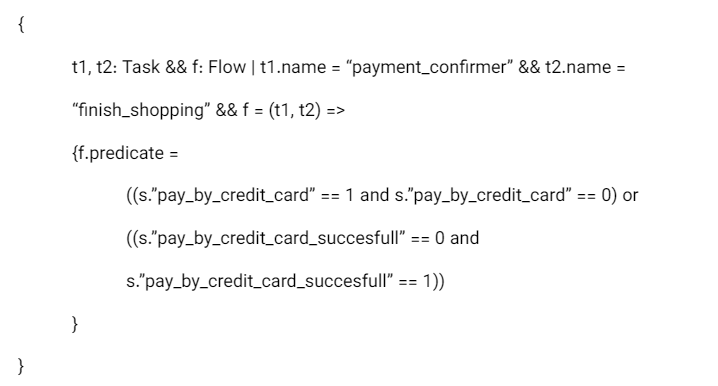 {
t1, t2: Task && f: Flow | t1.name = “payment_confirmer” && t2.name =
“finish_shopping” && f = (t1, t2) =>
{f.predicate =
((s.”pay_by_credit_card” == 1 and s.”pay_by_credit_card” == 0) or
((s.”pay_by_credit_card_succesfull” == 0 and
s.”pay_by_credit_card_succesfull” == 1))
}
}